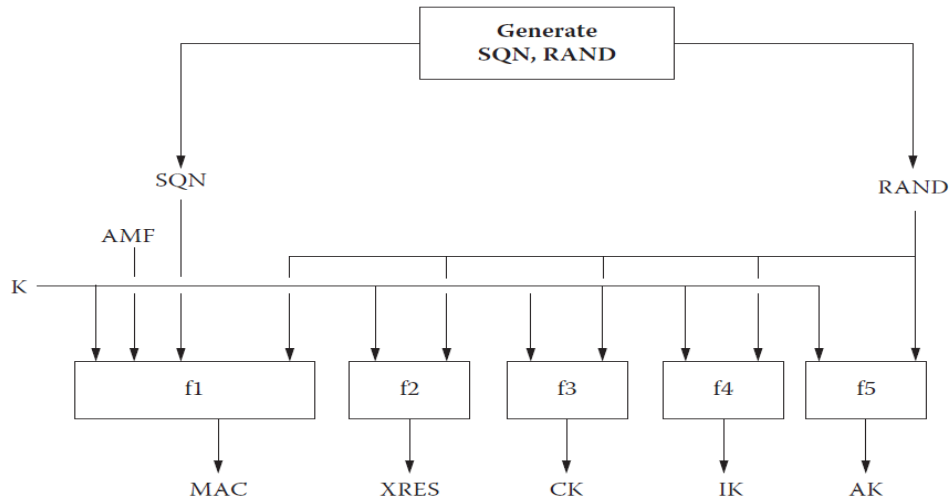 Generate
SQN, RAND
SQN
RAND
AMF
K
f1
f2
f3
f4
f5
MAC
XRES
CK
IK
AK